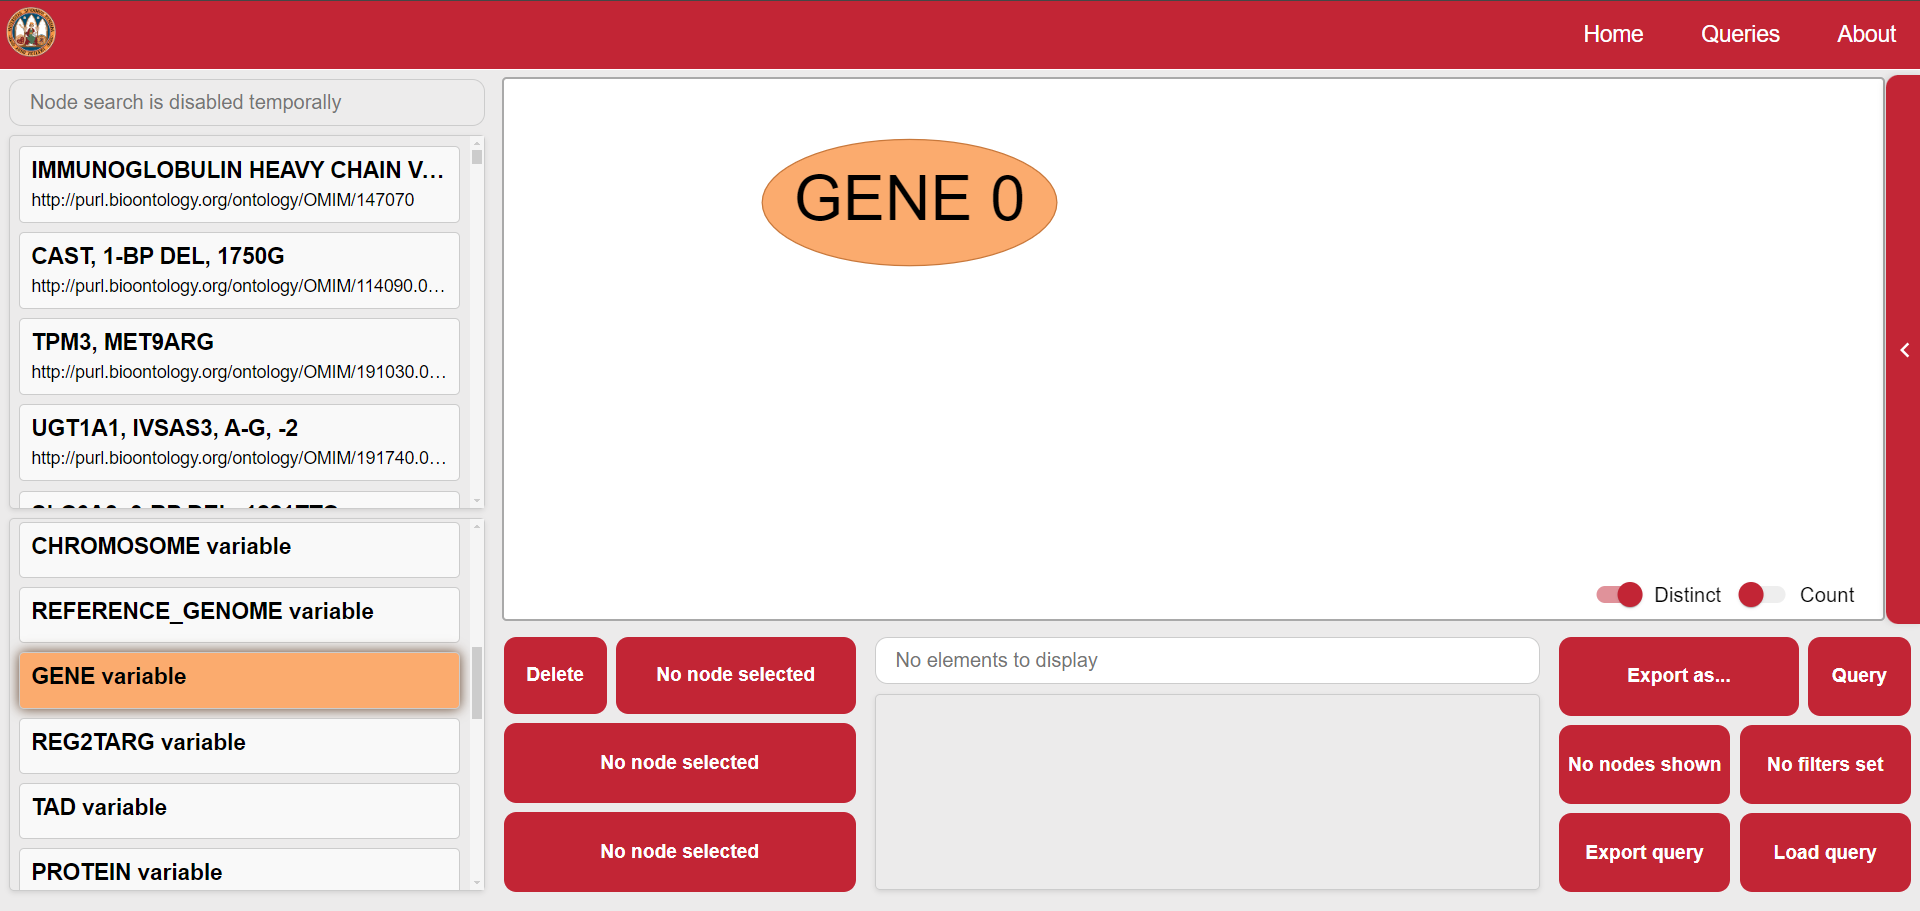 Home
Queries
About
Node search is disabled temporally
IMMUNOGLOBULIN HEAVY CHAIN V...
http://purl.bioontology.org/ontology/OMIM/147070
CAST, 1-BP DEL, 1750G
http://purl.bioontology.org/ontology/OMIM/114090.0...
TPM3, MET9ARG
http://purl.bioontology.org/ontology/OMIM/191030.0...
UGT1A1, IVSAS3, A-G, -2
http://purl.bioontology.org/ontology/OMIM/191740.0...
CHROMOSOME variable
REFERENCE_GENOME variable
GENE variable
REG2TARG variable
TAD variable
PROTEIN variable
GENE 0
Distinct
Count
Delete
No node selected
No node selected
No node selected
No elements to display
Export as...
Query
No nodes shown
No filters set
Export query
Load query